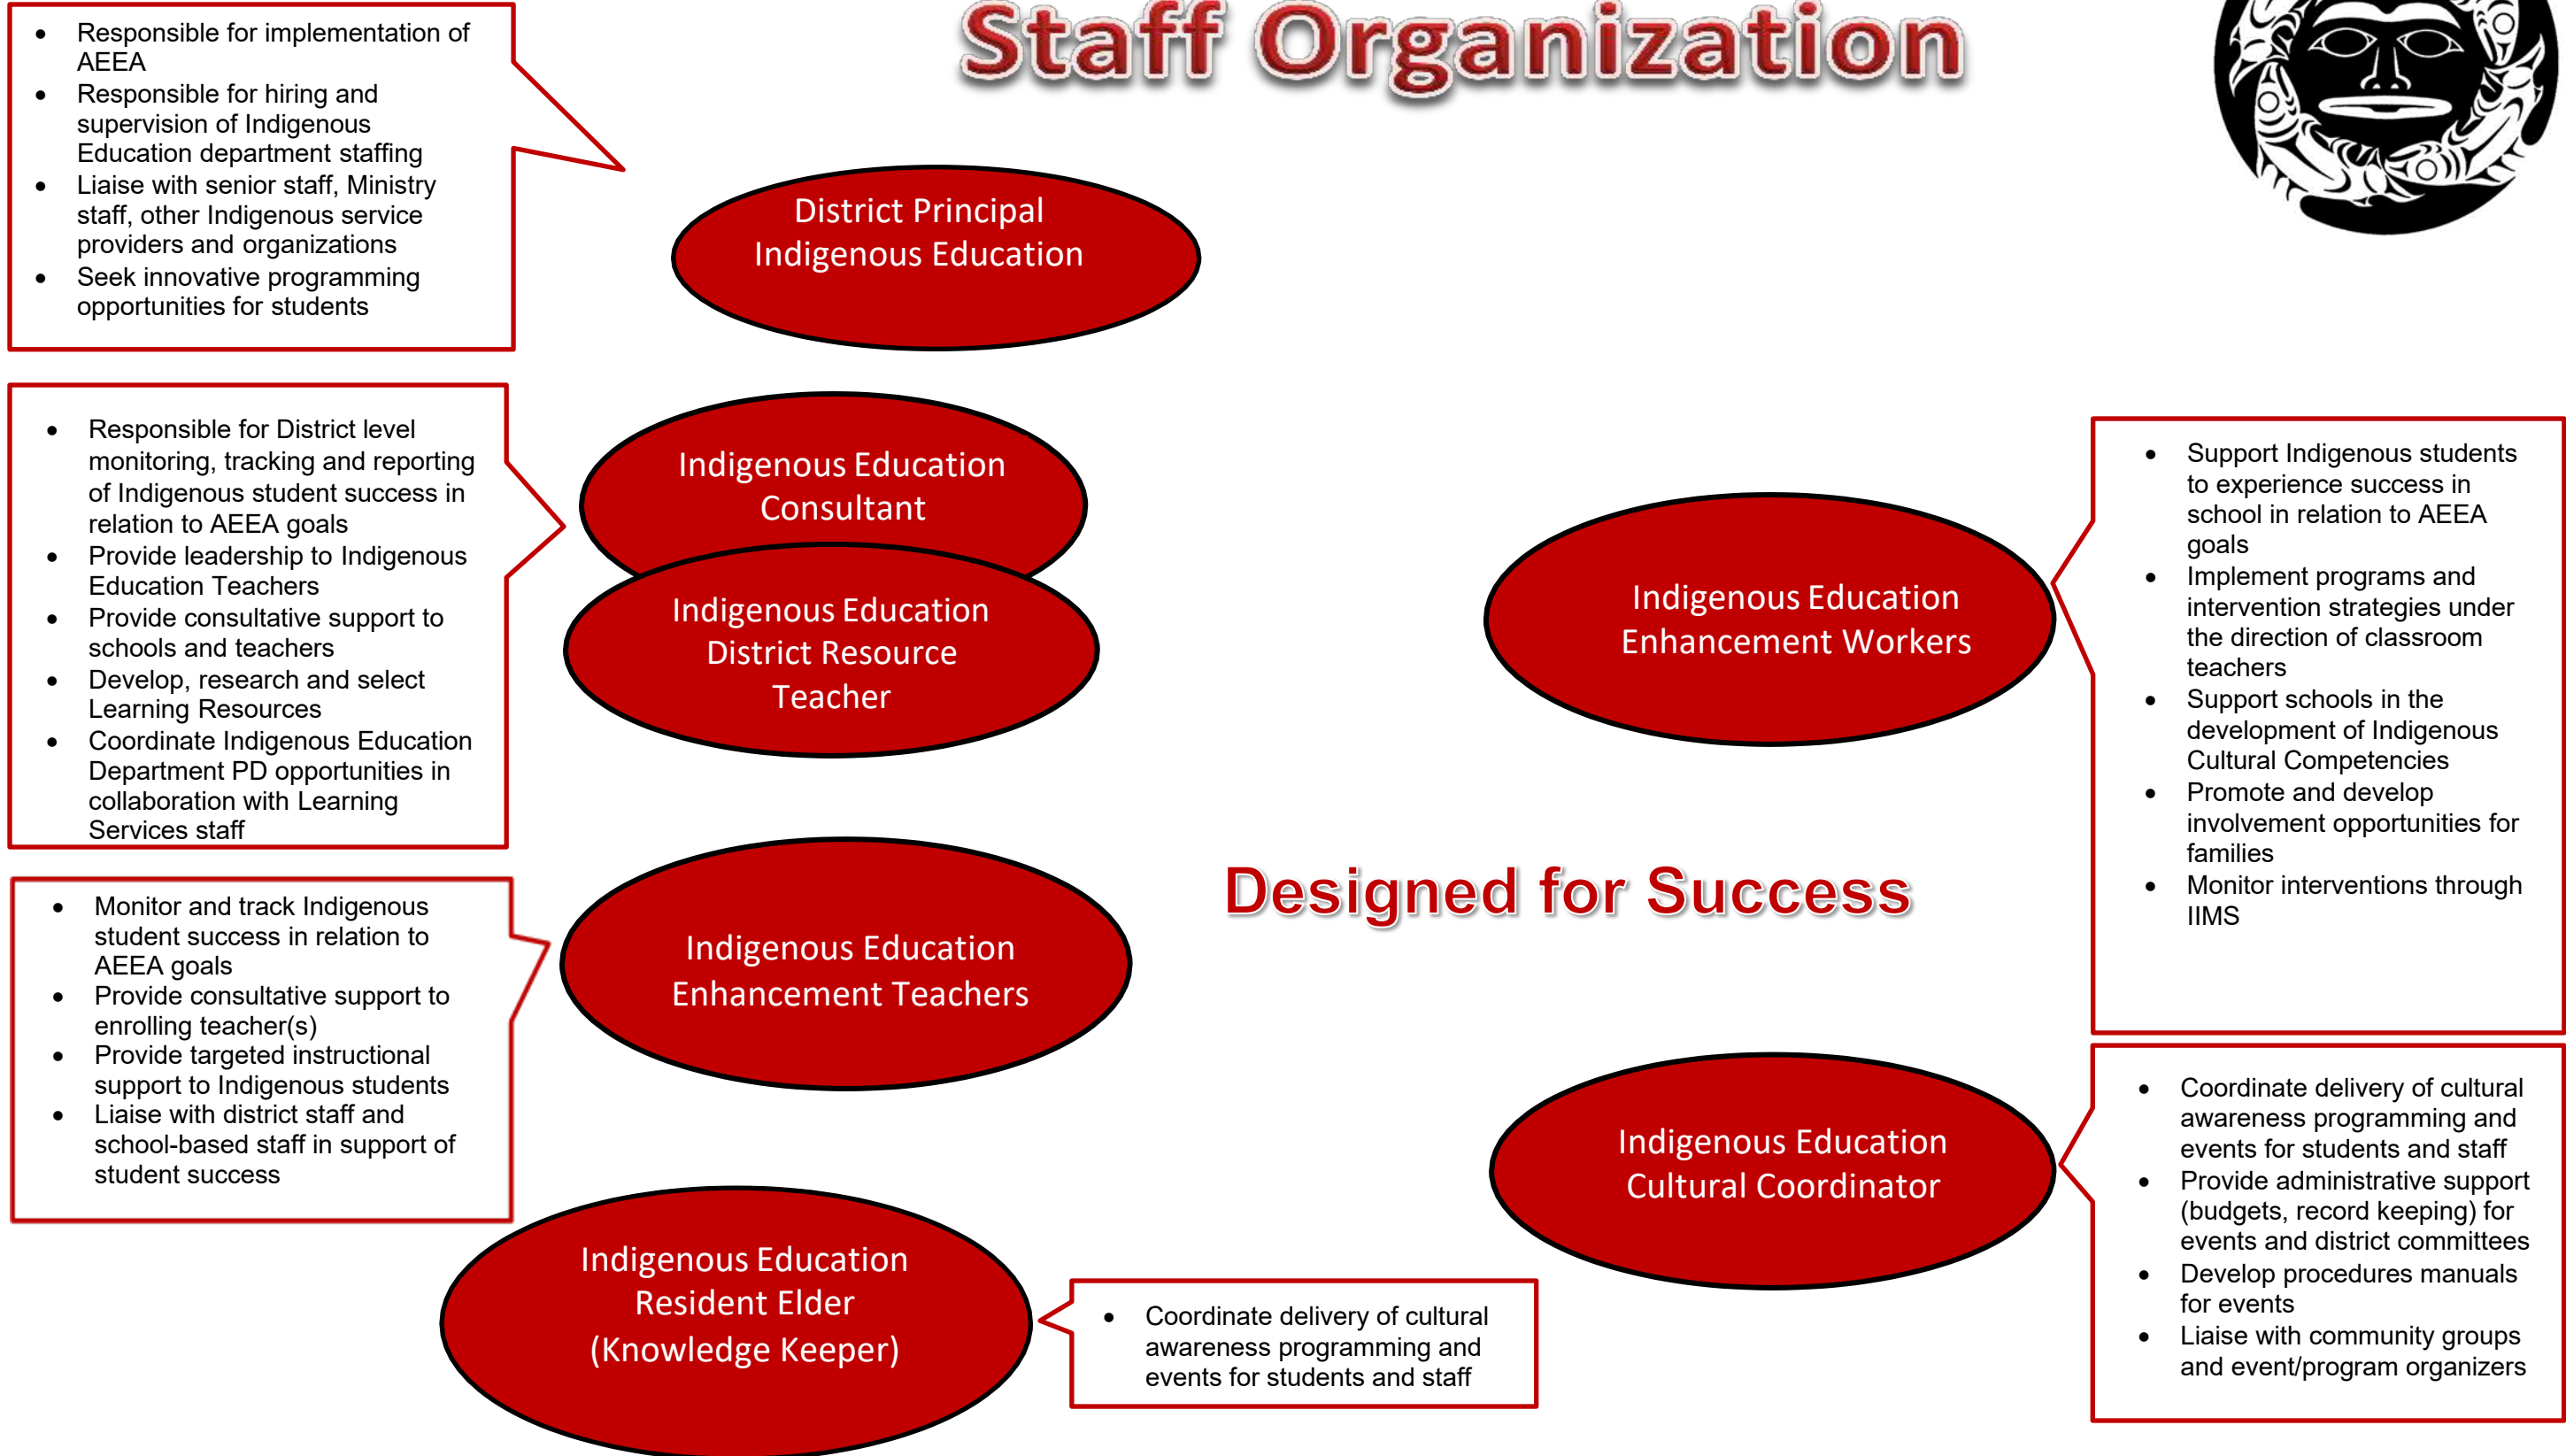 Staff Organization
• Responsible for implementation of
AEEA
• Responsible for hiring and
supervision of Indigenous
Education department staffing
• Liaise with senior staff, Ministry
staff, other Indigenous service
providers and organizations
• Seek innovative programming
opportunities for students
District Principal
Indigenous Education
• Responsible for District level
monitoring, tracking and reporting
of Indigenous student success in
relation to AEEA goals
• Provide leadership to Indigenous
Education Teachers
• Provide consultative support to
schools and teachers
• Develop, research and select
Learning Resources
• Coordinate Indigenous Education
Department PD opportunities in
collaboration with Learning
Services staff
Indigenous Education
Consultant
Indigenous Education
District Resource
Teacher
Indigenous Education
Enhancement Workers
• Support Indigenous students
to experience success in
school in relation to AEEA
goals
• Implement programs and
intervention strategies under
the direction of classroom
teachers
• Support schools in the
development of Indigenous
Cultural Competencies
• Promote and develop
involvement opportunities for
families
• Monitor interventions through
IIMS
Designed for Success
• Monitor and track Indigenous
student success in relation to
AEEA goals
• Provide consultative support to
enrolling teacher(s)
• Provide targeted instructional
support to Indigenous students
• Liaise with district staff and
school-based staff in support of
student success
Indigenous Education
Enhancement Teachers
Indigenous Education
Cultural Coordinator
• Coordinate delivery of cultural
awareness programming and
events for students and staff
• Provide administrative support
(budgets, record keeping) for
events and district committees
• Develop procedures manuals
for events
• Liaise with community groups
and event/program organizers
Indigenous Education
Resident Elder
(Knowledge Keeper)
• Coordinate delivery of cultural
awareness programming and
events for students and staff